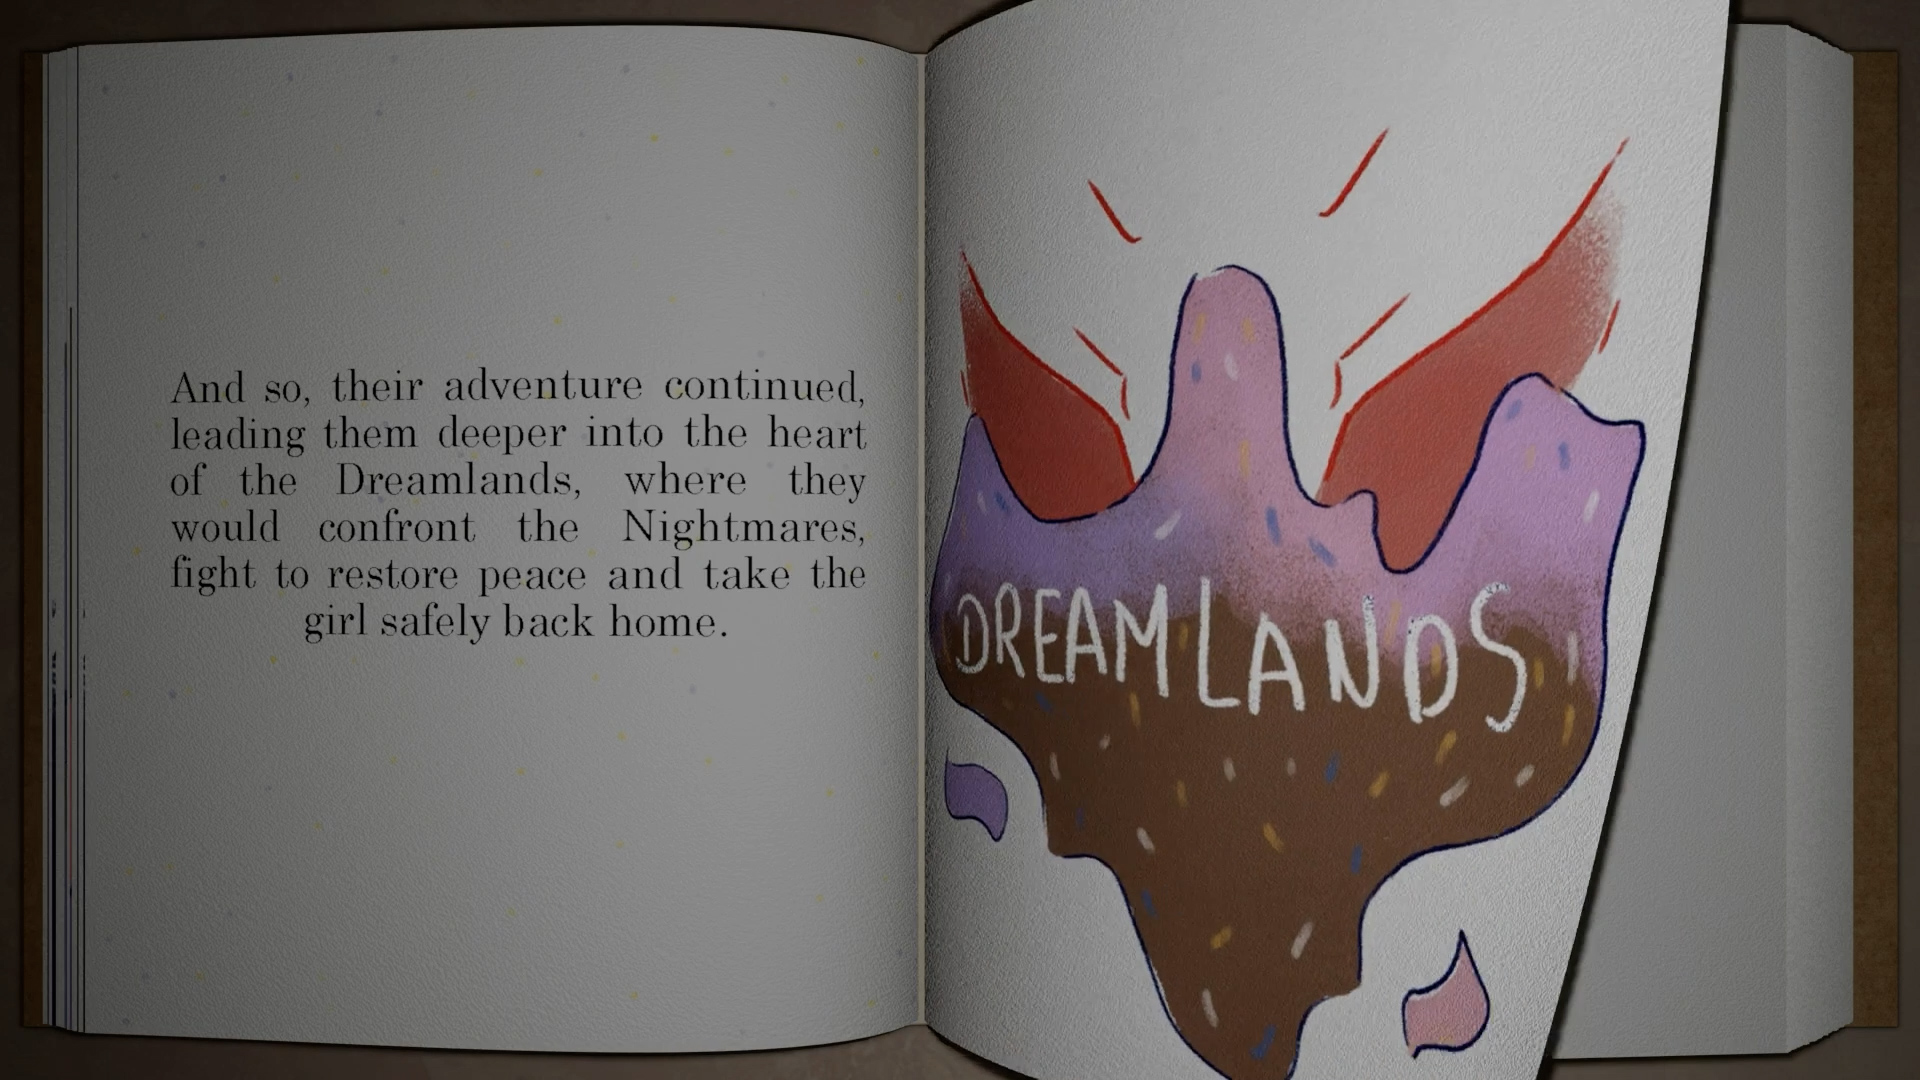 And so, their adventure continued,
leading them deeper into the heart
of the Dreamlands, where they
would confront the Nightmares,
fight to restore peace and take the
girl safely back home.
DREAMLANDS